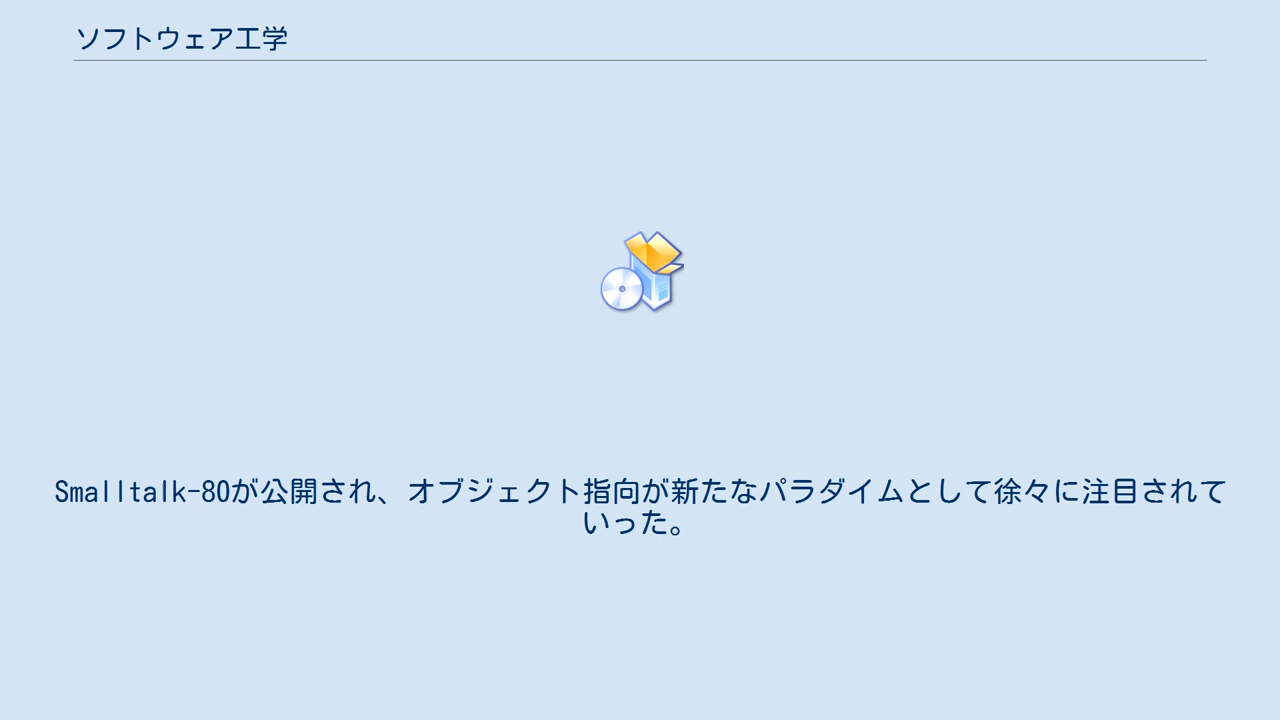 ソフトウェア工学
Smalltalk-80が公開され、オブジェクト指向が新たなパラダイムとして徐々に注目されて
いった。